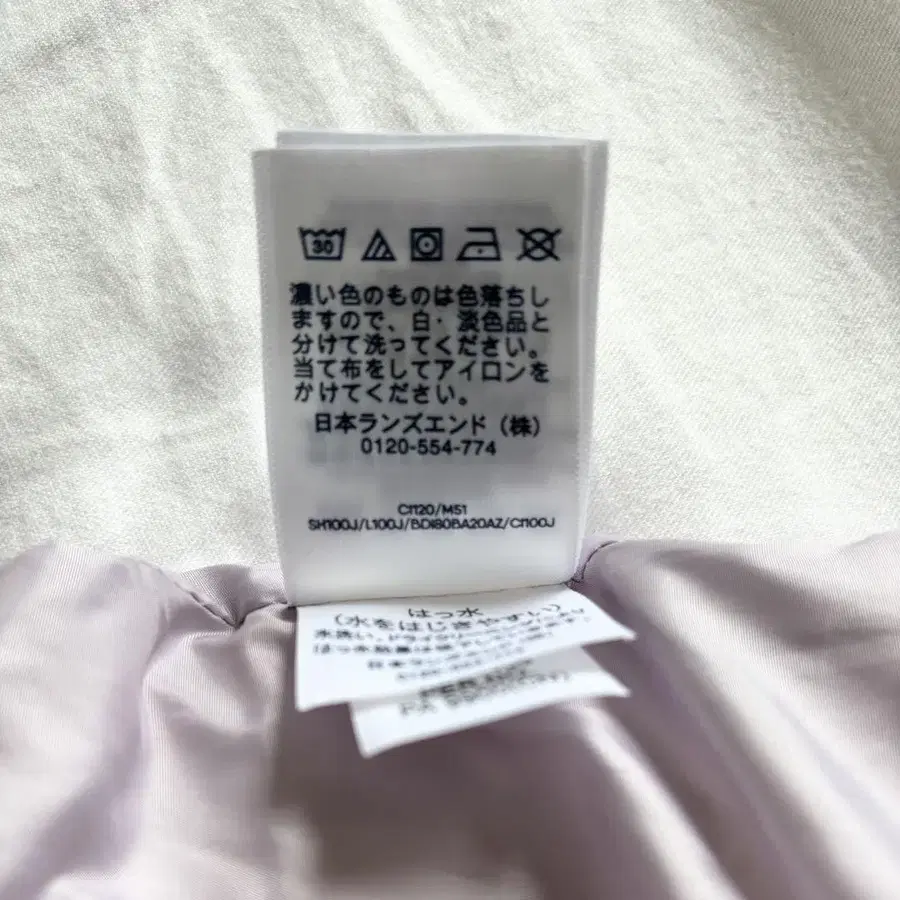 30
濃い色のものは色落ちし
ますので、白・淡色品と
分けて洗ってください。
当て布をしてアイロンを
かけてください。
日本ランズエンド（株）
0120-554-774
C1120/M51
SH100J/L100J/BD180BA20AZ/C1100J
はっ水
(水をはじきやすい)